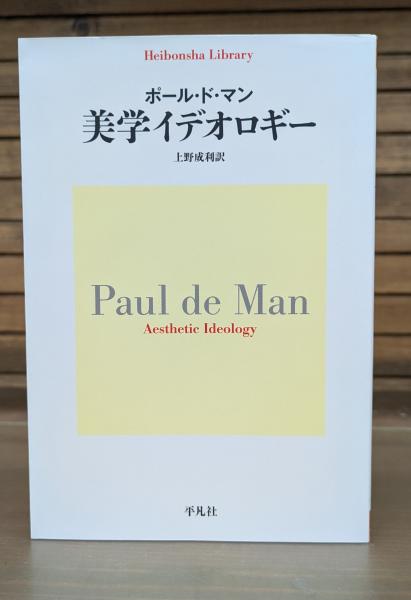 Heibonsha Library
ポール・ド・マン
美学イデオロギー
上野成利訳
Paul de Man
Aesthetic Ideology
平凡社